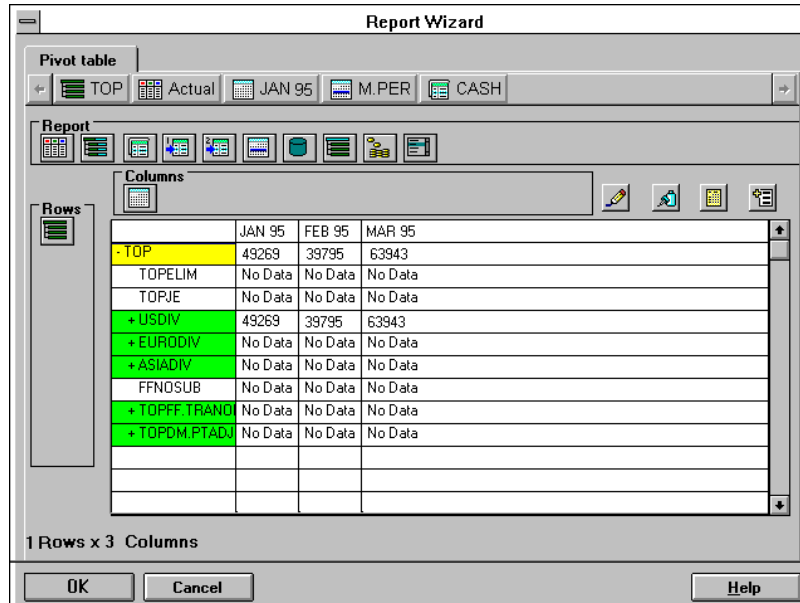 Report Wizard
Pivot table
TOP Actual JAN 95 M.PER CASH
Report
Columns
Rows
JAN 95 FEB 95 MAR 95
- TOP 49269 39795 63943
TOPELIM No Data No Data No Data
TOPJE No Data No Data No Data
+ USDIV 49269 39795 63943
+ EURODIV No Data No Data No Data
+ ASIADIV No Data No Data No Data
FFNOSUB No Data No Data No Data
+ TOPFF.TRANO No Data No Data No Data
+ TOPDM.PTADJ No Data No Data No Data
1 Rows x 3 Columns
OK Cancel Help